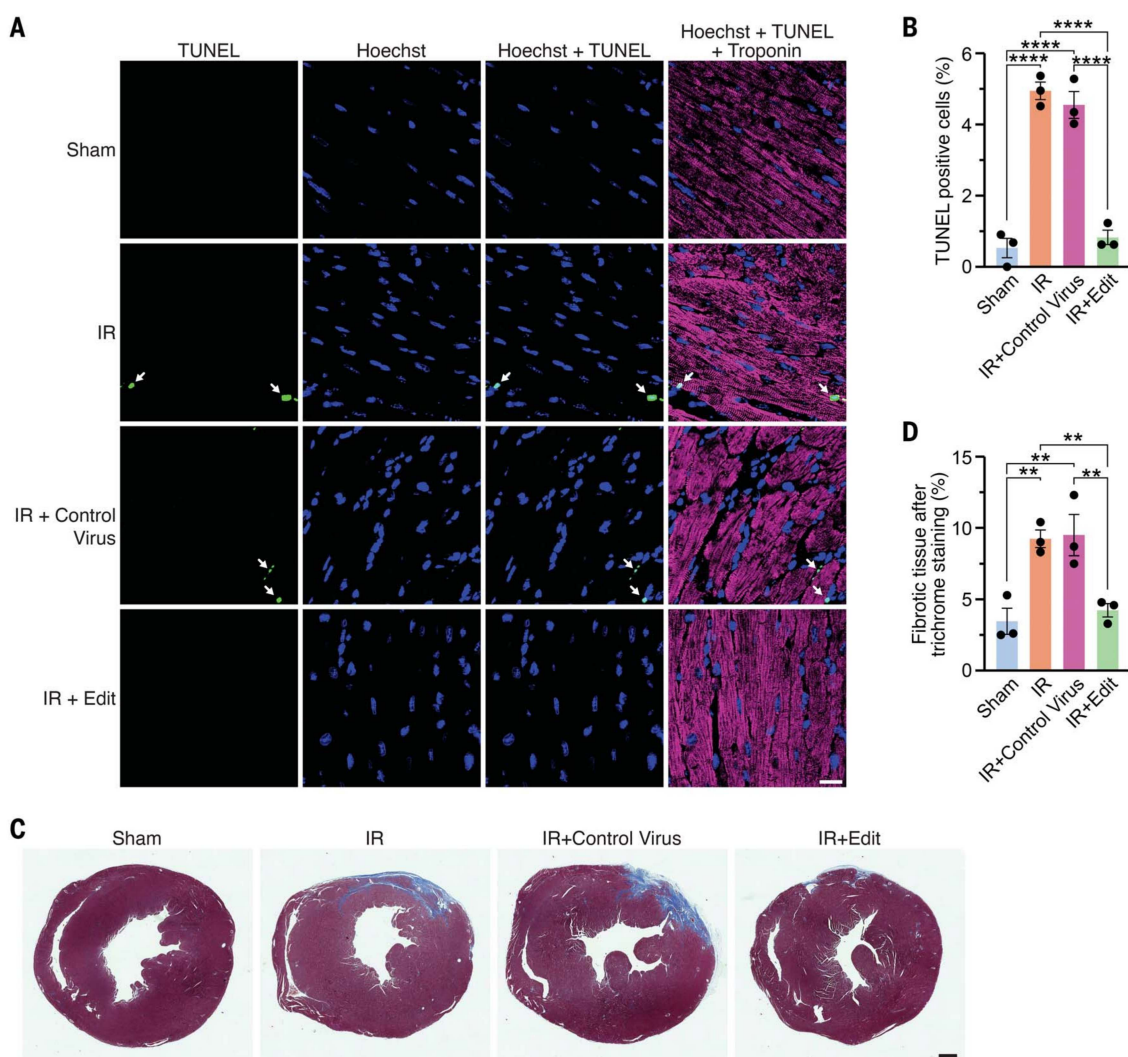 A
TUNEL
Hoechst
Hoechst + TUNEL
Hoechst + TUNEL
+ Troponin
Sham
IR
IR + Control
Virus
IR + Edit
B
****
****
****
****
TUNEL positive cells (%)
6
4
2
0
Sham
IR
IR+Control Virus
IR+Edit
D
**
**
**
**
Fibrotic tissue after
trichrome staining (%)
15
10
5
0
Sham
IR
IR+Control Virus
IR+Edit
C
Sham
IR
IR+Control Virus
IR+Edit